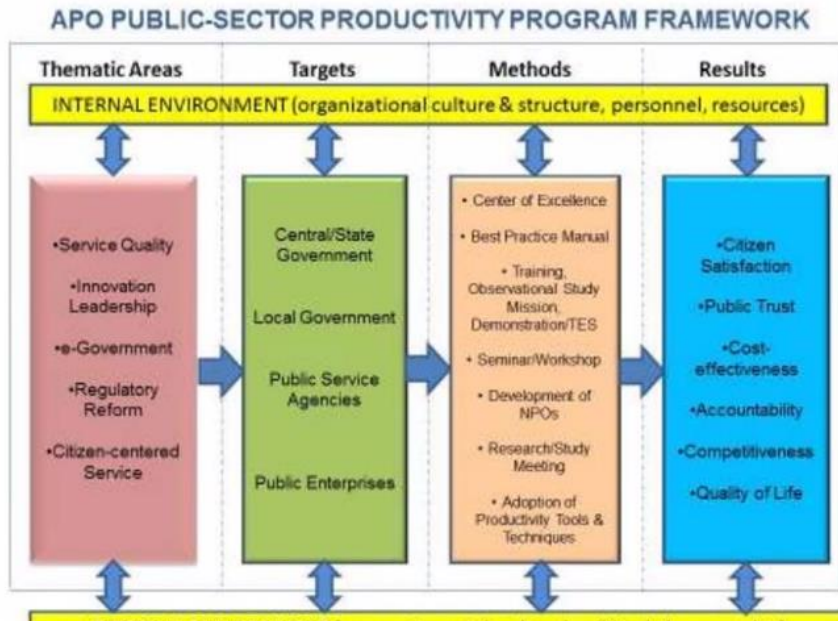 APO PUBLIC-SECTOR PRODUCTIVITY PROGRAM FRAMEWORK
Thematic Areas
Targets
Methods
Results
INTERNAL ENVIRONMENT (organizational culture & structure, personnel, resources)
•Service Quality
•Innovation
Leadership
•e-Government
•Regulatory
Reform
•Citizen-centered
Service
Central/State
Government
Local Government
Public Service
Agencies
Public Enterprises
• Center of Excellence
• Best Practice Manual
• Training,
Observational Study
Mission,
Demonstration/TES
• Seminar/Workshop
• Development of
NPOs
• Research/Study
Meeting
• Adoption of
Productivity Tools &
Techniques
•Citizen
Satisfaction
•Public Trust
•Cost-
effectiveness
•Accountability
•Competitiveness
•Quality of Life